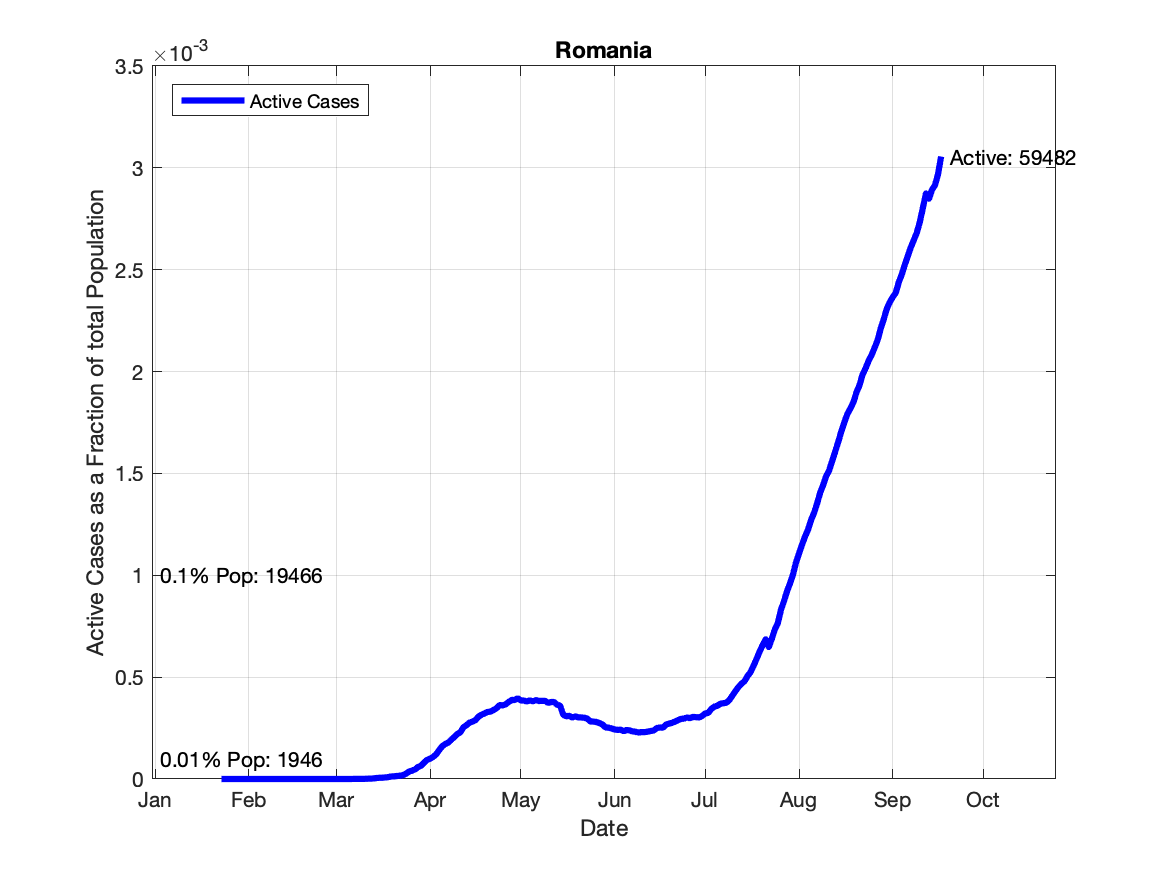 Romania
×10-3
3.5
3
2.5
2
1.5
1
0.5
0
Active Cases as a Fraction of total Population
Active Cases
Active: 59482
0.1% Pop: 19466
0.01% Pop: 1946
Jan Feb Mar Apr May Jun Jul Aug Sep Oct
Date